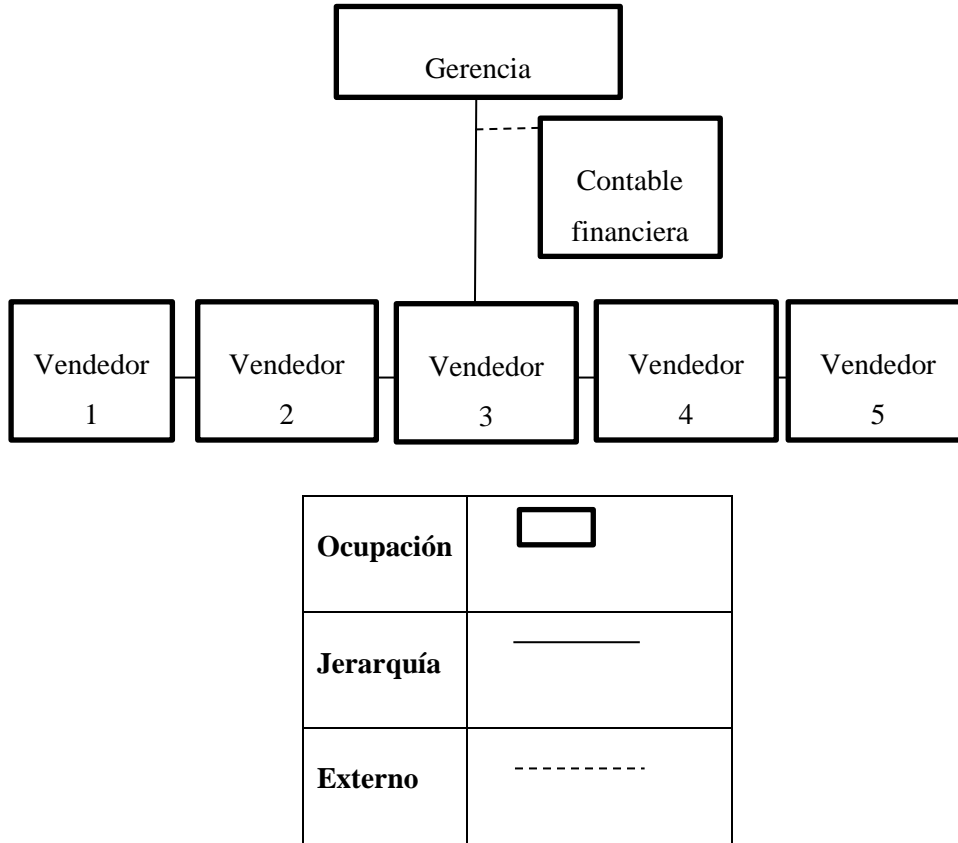 Gerencia
Contable
financiera
Vendedor
1
Vendedor
2
Vendedor
3
Vendedor
4
Vendedor
5
Ocupación
Jerarquía
Externo